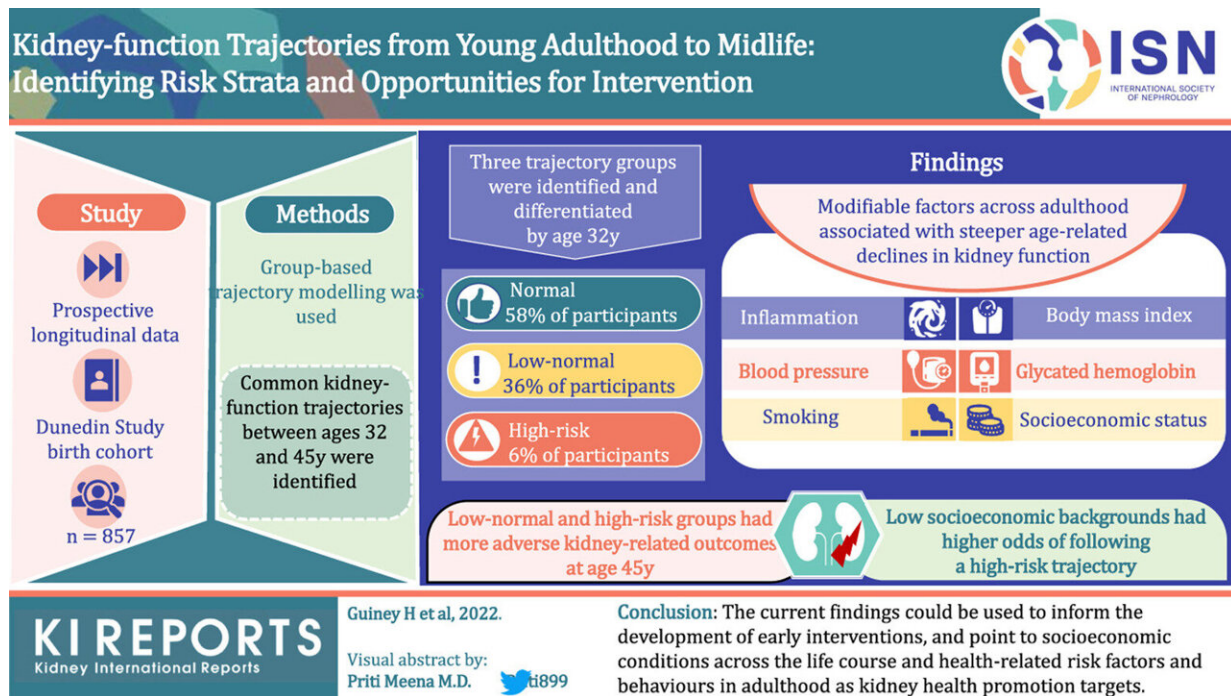 Kidney-function Trajectories from Young Adulthood to Midlife:
Identifying Risk Strata and Opportunities for Intervention
ISN
INTERNATIONAL SOCIETY
OF NEPHROLOGY
Study
Prospective
longitudinal data
Dunedin Study
birth cohort
n = 857
Methods
Group-based
trajectory modelling was
used
Common kidney-
function trajectories
between ages 32
and 45y were
identified
Three trajectory groups
were identified and
differentiated
by age 32y
Normal
58% of participants
Low-normal
36% of participants
High-risk
6% of participants
Findings
Modifiable factors across adulthood
associated with steeper age-related
declines in kidney function
Inflammation
Body mass index
Blood pressure
Glycated hemoglobin
Smoking
Socioeconomic status
Low-normal and high-risk groups had
more adverse kidney-related outcomes
at age 45y
Low socioeconomic backgrounds had
higher odds of following
a high-risk trajectory
KI REPORTS
Kidney International Reports
Guiney H et al, 2022.
Visual abstract by:
Priti Meena M.D.
Conclusion: The current findings could be used to inform the
development of early interventions, and point to socioeconomic
conditions across the life course and health-related risk factors and
behaviours in adulthood as kidney health promotion targets.